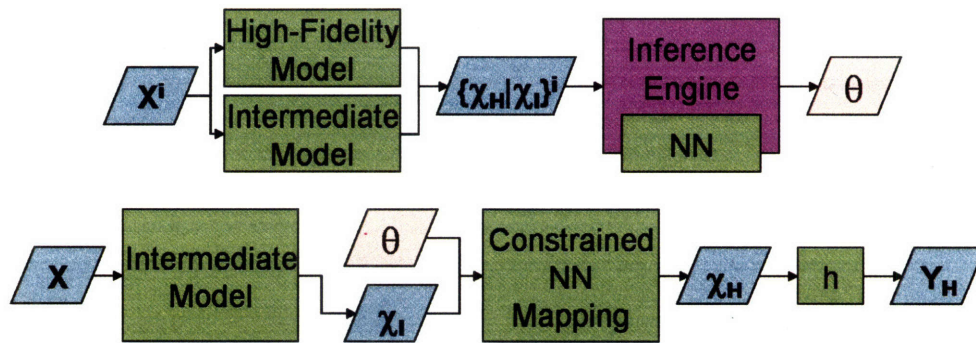 High-Fidelity
Model
Xⁱ
Intermediate
Model
{χH|χI}ⁱ
Inference
Engine
NN
θ
X
Intermediate
Model
θ
χI
Constrained
NN
Mapping
χH
h
YH